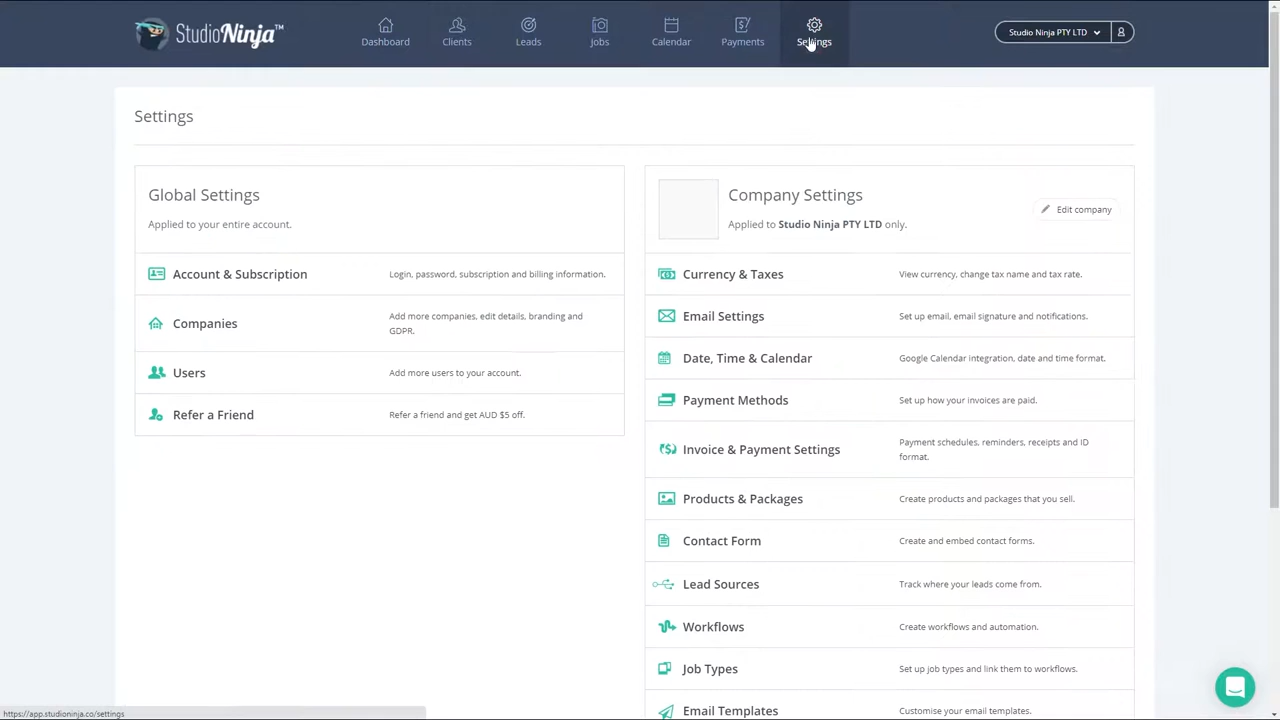 StudioNinja™
Dashboard
Clients
Leads
Jobs
Calendar
Payments
Settings
Studio Ninja PTY LTD
Settings
Global Settings
Applied to your entire account.
Account & Subscription
Login, password, subscription and billing information.
Companies
Add more companies, edit details, branding and
GDPR.
Users
Add more users to your account.
Refer a Friend
Refer a friend and get AUD $5 off.
Company Settings
Applied to Studio Ninja PTY LTD only.
Edit company
Currency & Taxes
View currency, change tax name and tax rate.
Email Settings
Set up email, email signature and notifications.
Date, Time & Calendar
Google Calendar integration, date and time format.
Payment Methods
Set up how your invoices are paid.
Invoice & Payment Settings
Payment schedules, reminders, receipts and ID
format.
Products & Packages
Create products and packages that you sell.
Contact Form
Create and embed contact forms.
Lead Sources
Track where your leads come from.
Workflows
Create workflows and automation.
Job Types
Set up job types and link them to workflows.
Email Templates
Customise your email templates.
https://app.studioninja.co/settings